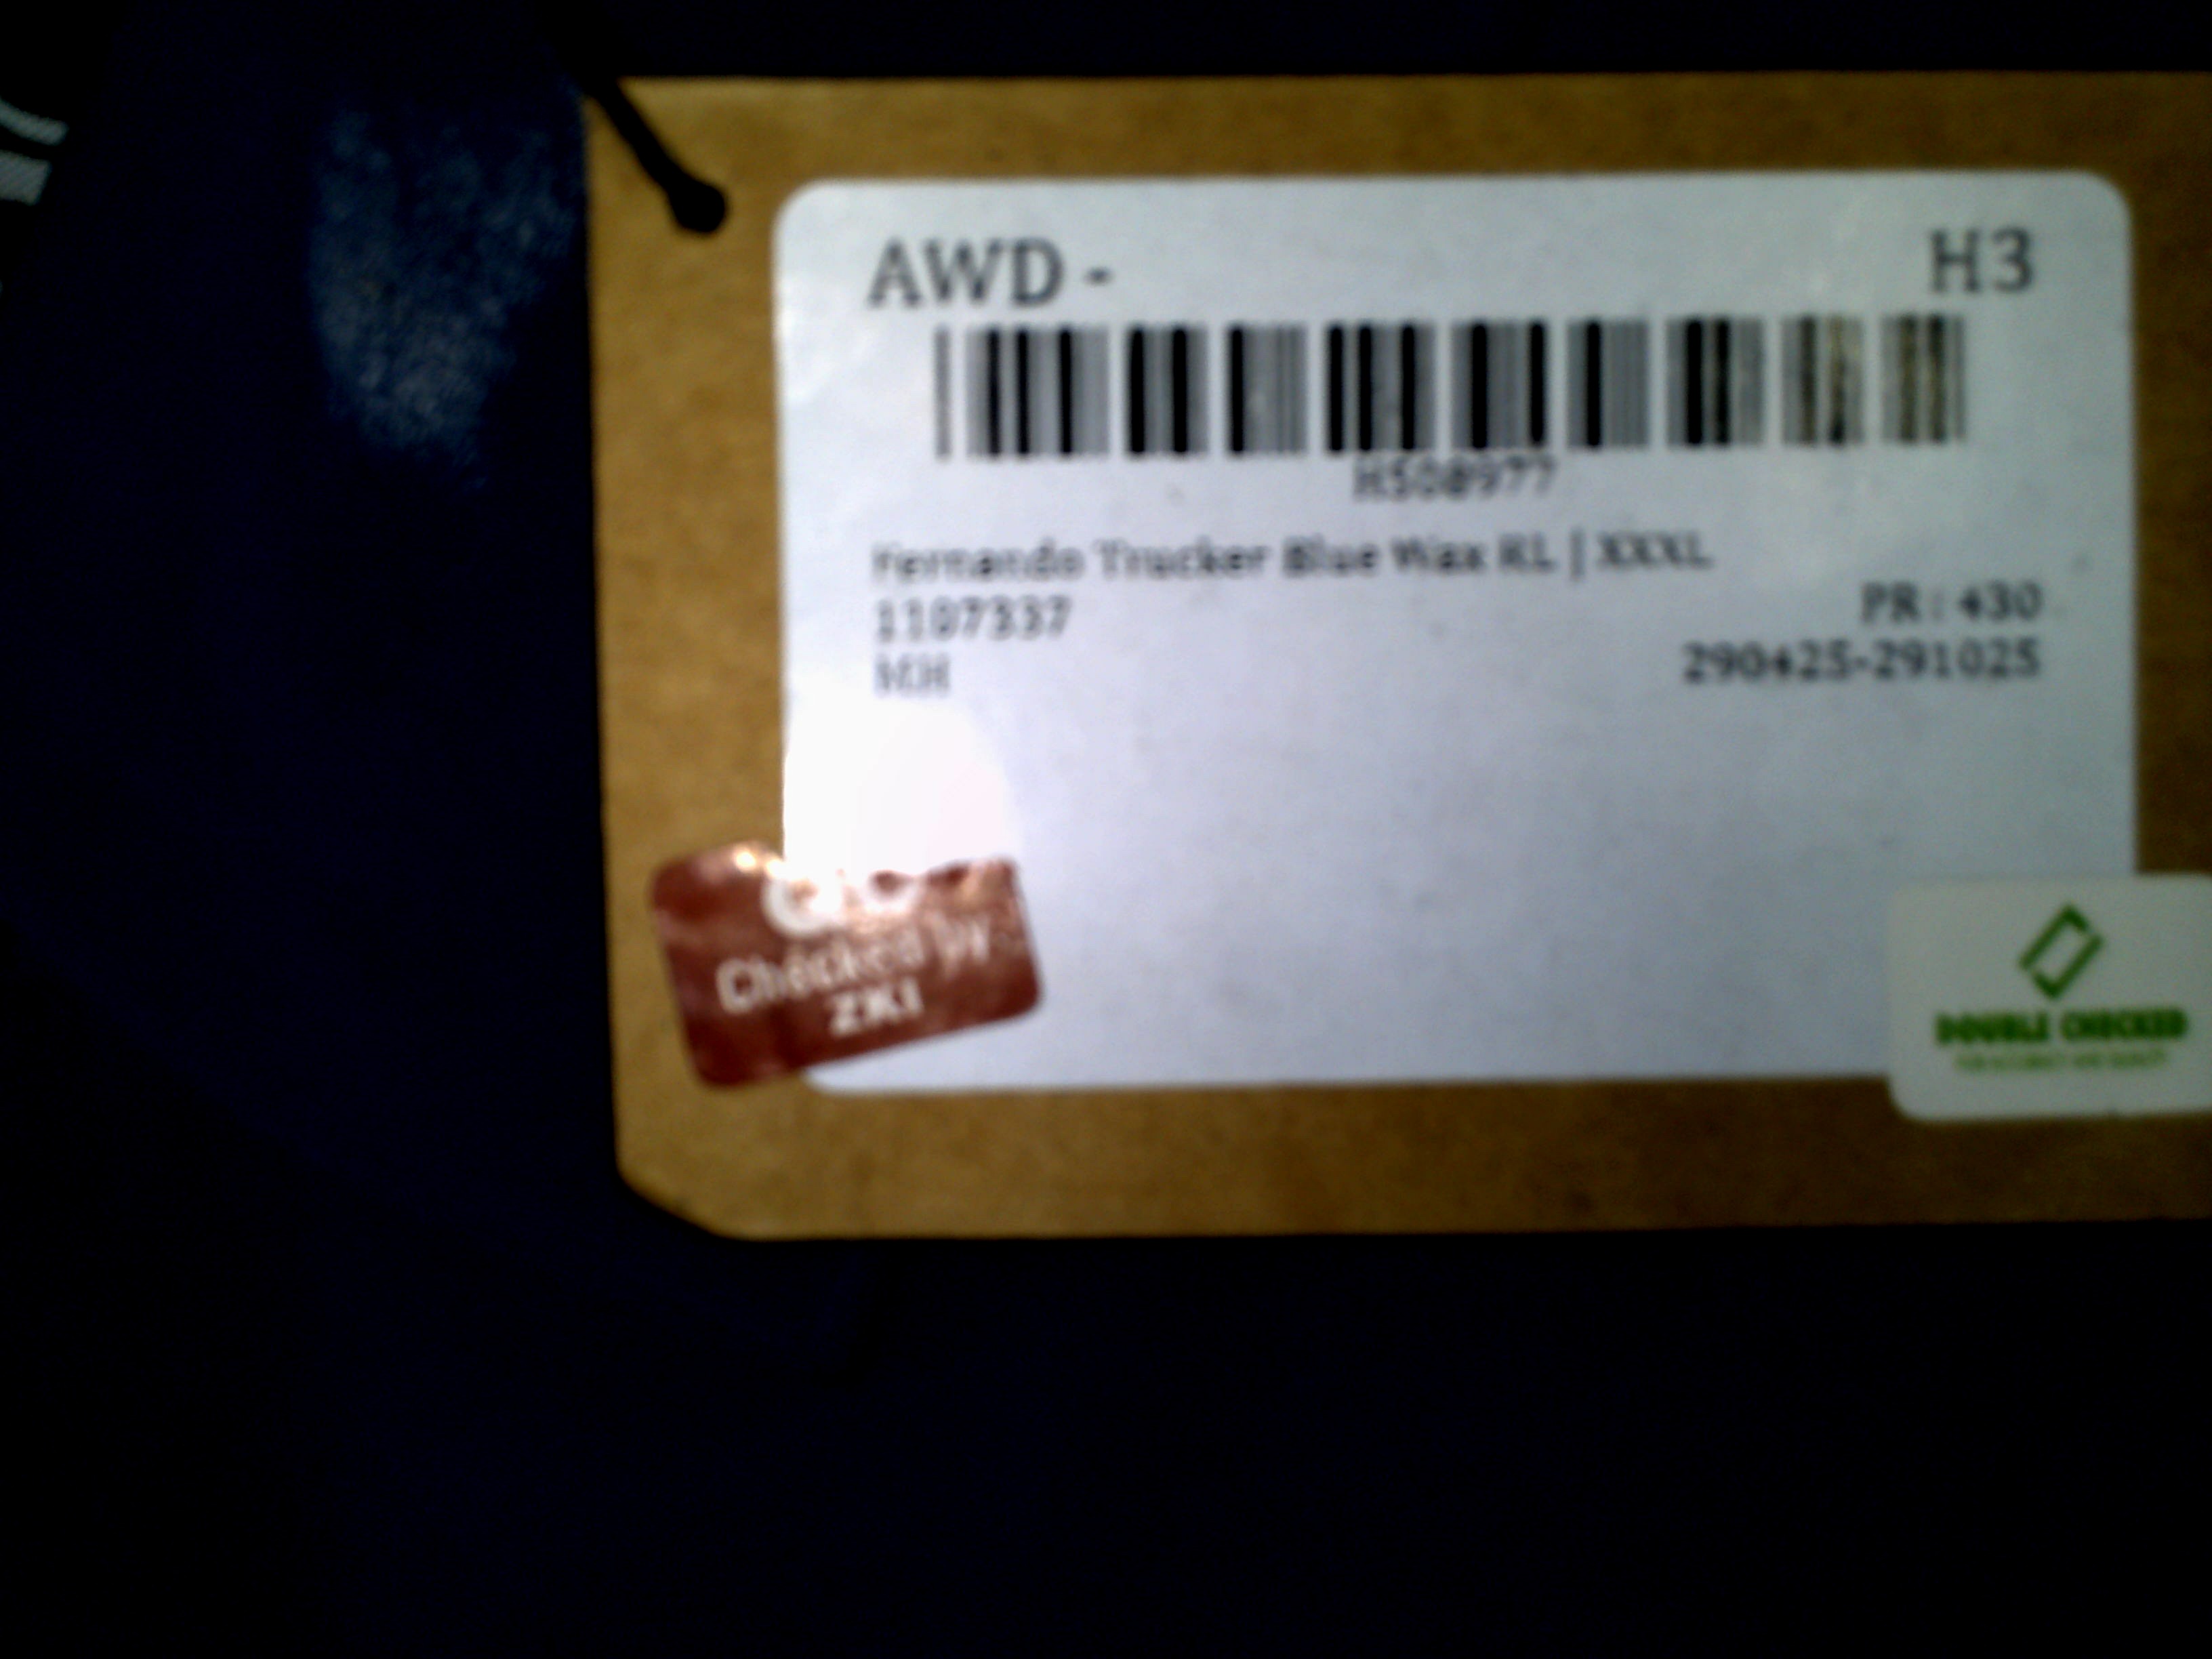 AWD - H3
H508977
Fernando Trucker Blue Wax RL | XXXL
1107337 PR : 430
MH 290425-291025
Checked by
ZKI
DOUBLE CHECKED